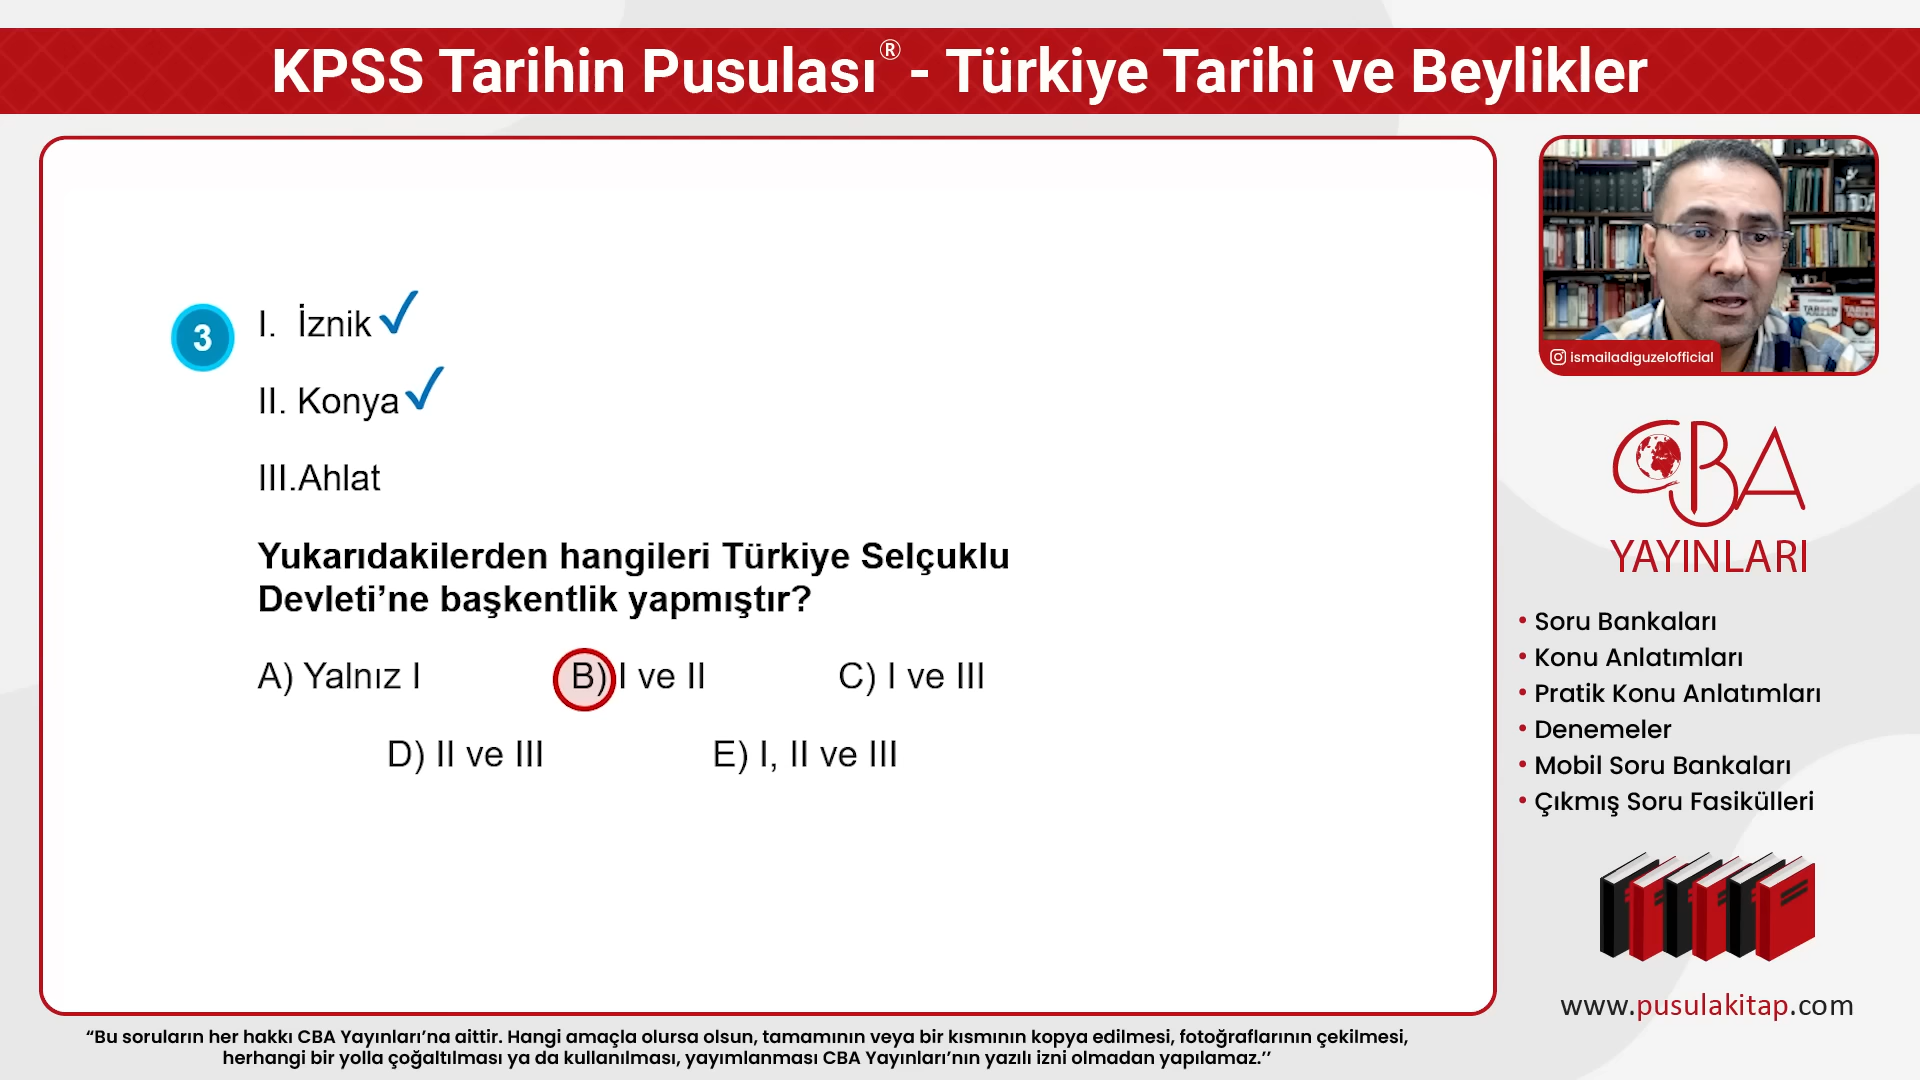 KPSS Tarihin Pusulası® - Türkiye Tarihi ve Beylikler
3
I. İznik
II. Konya
III.Ahlat
Yukarıdakilerden hangileri Türkiye Selçuklu
Devleti’ne başkentlik yapmıştır?
A) Yalnız I B) I ve II C) I ve III
D) II ve III E) I, II ve III
ismailadiguzelofficial
CBA
YAYINLARI
• Soru Bankaları
• Konu Anlatımları
• Pratik Konu Anlatımları
• Denemeler
• Mobil Soru Bankaları
• Çıkmış Soru Fasikülleri
www.pusulakitap.com
“Bu soruların her hakkı CBA Yayınları’na aittir. Hangi amaçla olursa olsun, tamamının veya bir kısmının kopya edilmesi, fotoğraflarının çekilmesi,
herhangi bir yolla çoğaltılması ya da kullanılması, yayımlanması CBA Yayınları’nın yazılı izni olmadan yapılamaz.’’